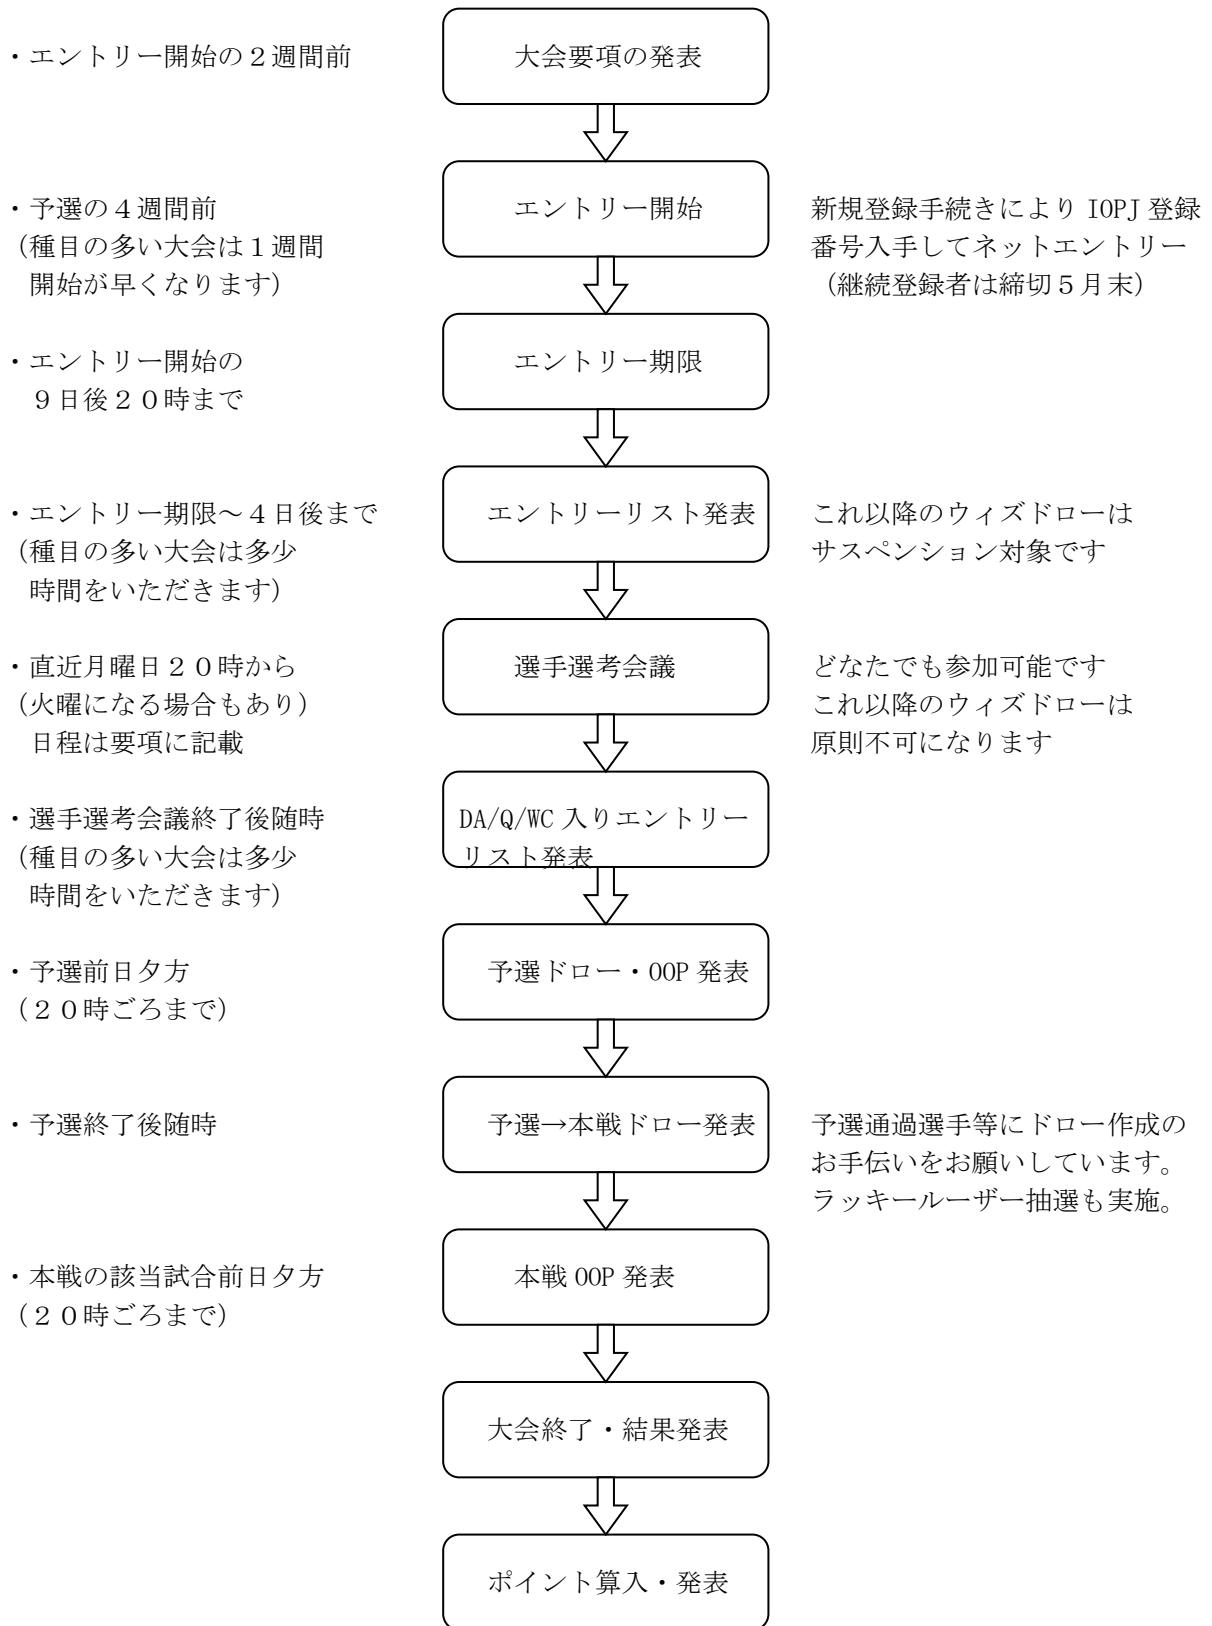 ・エントリー開始の２週間前
大会要項の発表
・予選の４週間前
（種目の多い大会は１週間
開始が早くなります）
エントリー開始
新規登録手続きにより IOPJ 登録
番号入手してネットエントリー
（継続登録者は締切５月末）
・エントリー開始の
９日後２０時まで
エントリー期限
・エントリー期限～４日後まで
（種目の多い大会は多少
時間をいただきます）
エントリーリスト発表
これ以降のウィズドローは
サスペンション対象です
・直近月曜日２０時から
（火曜になる場合もあり）
日程は要項に記載
選手選考会議
どなたでも参加可能です
これ以降のウィズドローは
原則不可になります
・選手選考会議終了後随時
（種目の多い大会は多少
時間をいただきます）
DA/Q/WC 入りエントリー
リスト発表
・予選前日夕方
（２０時ごろまで）
予選ドロー・OOP 発表
・予選終了後随時
予選→本戦ドロー発表
予選通過選手等にドロー作成の
お手伝いをお願いしています。
ラッキールーザー抽選も実施。
・本戦の該当試合前日夕方
（２０時ごろまで）
本戦 OOP 発表
大会終了・結果発表
ポイント算入・発表